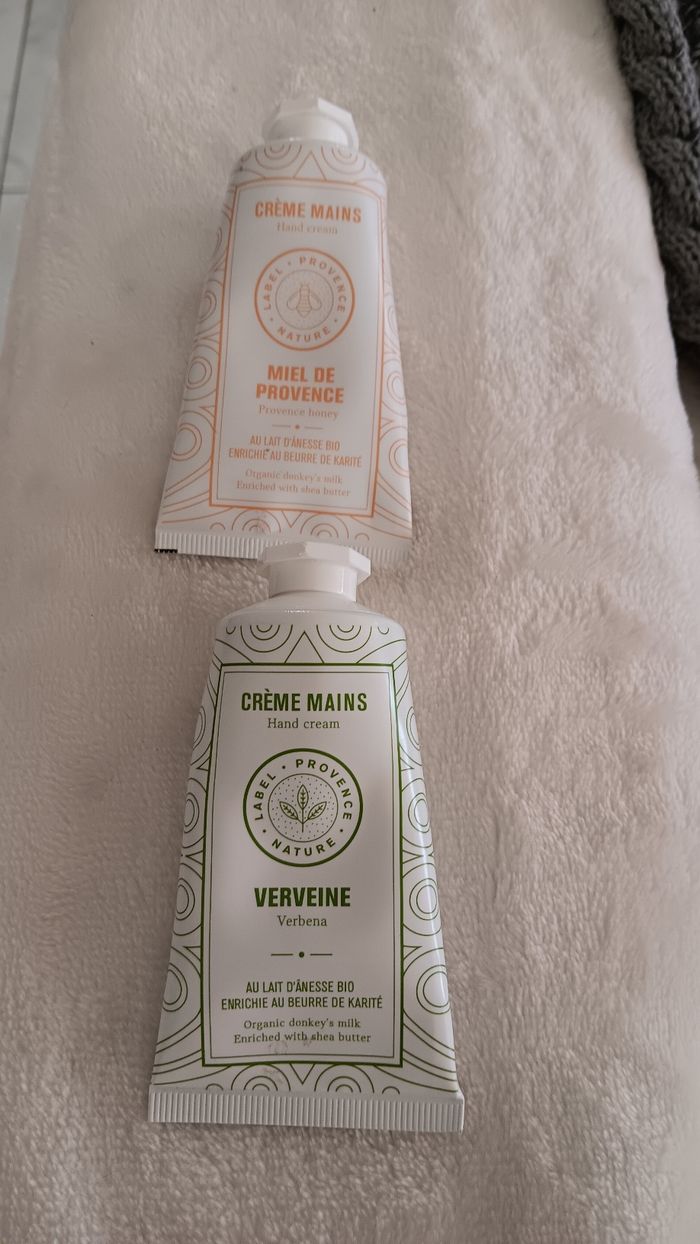 CRÈME MAINS
Hand cream
LABEL • PROVENCE • NATURE •
MIEL DE
PROVENCE
Provence honey
AU LAIT D'ÂNESSE BIO
ENRICHIE AU BEURRE DE KARITÉ
Organic donkey's milk
Enriched with shea butter
CRÈME MAINS
Hand cream
LABEL • PROVENCE • NATURE •
VERVEINE
Verbena
AU LAIT D'ÂNESSE BIO
ENRICHIE AU BEURRE DE KARITÉ
Organic donkey's milk
Enriched with shea butter